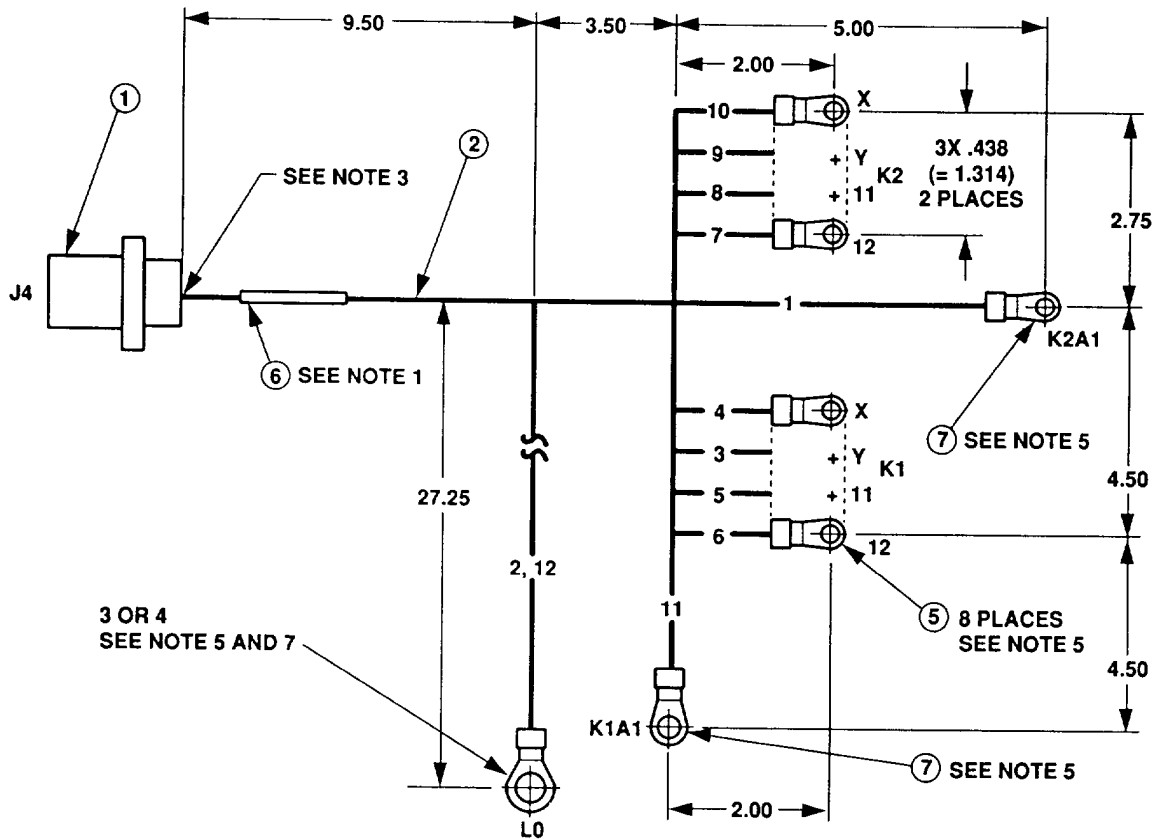 9.50
3.50
5.00
2.00
1
2
10
X
9
Y
K2
8
11
7
12
3X .438
(= 1.314)
2 PLACES
2.75
SEE NOTE 3
J4
1
K2A1
6 SEE NOTE 1
4
X
7 SEE NOTE 5
3
Y
K1
5
11
4.50
27.25
6
12
2, 12
11
3 OR 4
SEE NOTE 5 AND 7
5 8 PLACES
SEE NOTE 5
4.50
K1A1
7 SEE NOTE 5
2.00
L0